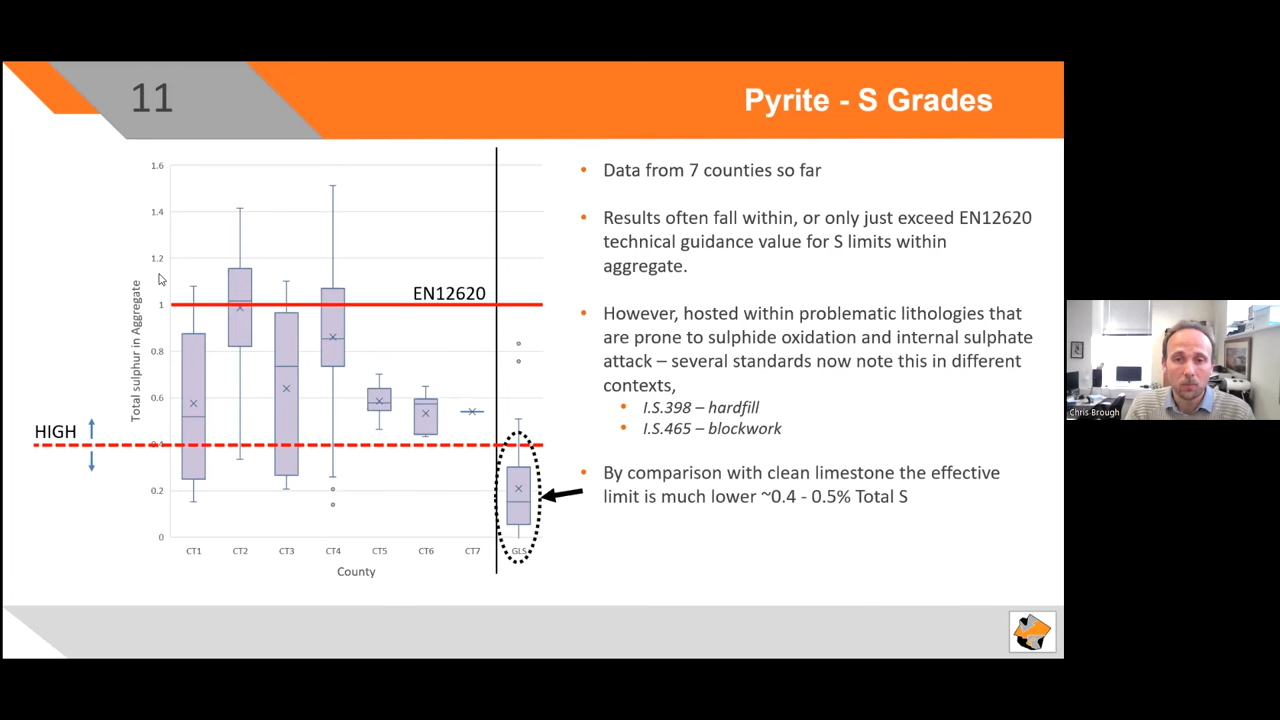 11
Pyrite - S Grades
1.6
1.4
1.2
1
0.8
0.6
0.4
0.2
0
Total sulphur in Aggregate
EN12620
HIGH
CT1 CT2 CT3 CT4 CT5 CT6 CT7 GLS
County
• Data from 7 counties so far
• Results often fall within, or only just exceed EN12620
technical guidance value for S limits within
aggregate.
• However, hosted within problematic lithologies that
are prone to sulphide oxidation and internal sulphate
attack – several standards now note this in different
contexts,
• I.S.398 – hardfill
• I.S.465 – blockwork
• By comparison with clean limestone the effective
limit is much lower ~0.4 - 0.5% Total S
Chris Brough